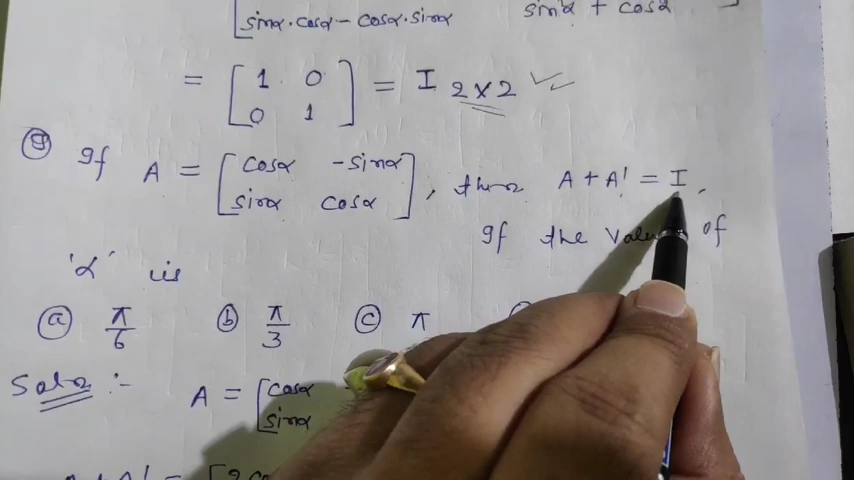 [sinα·cosα – cosα·sinα sin²α + cos²α]
= [1 0
0 1] = I 2×2
⑨ If A = [cosα -sinα
sinα cosα], then A + A' = I,
If the value of
'α' is
ⓐ π/6 ⓑ π/3 ⓒ π
Soln :- A = [cosα
sinα
A' = [2co